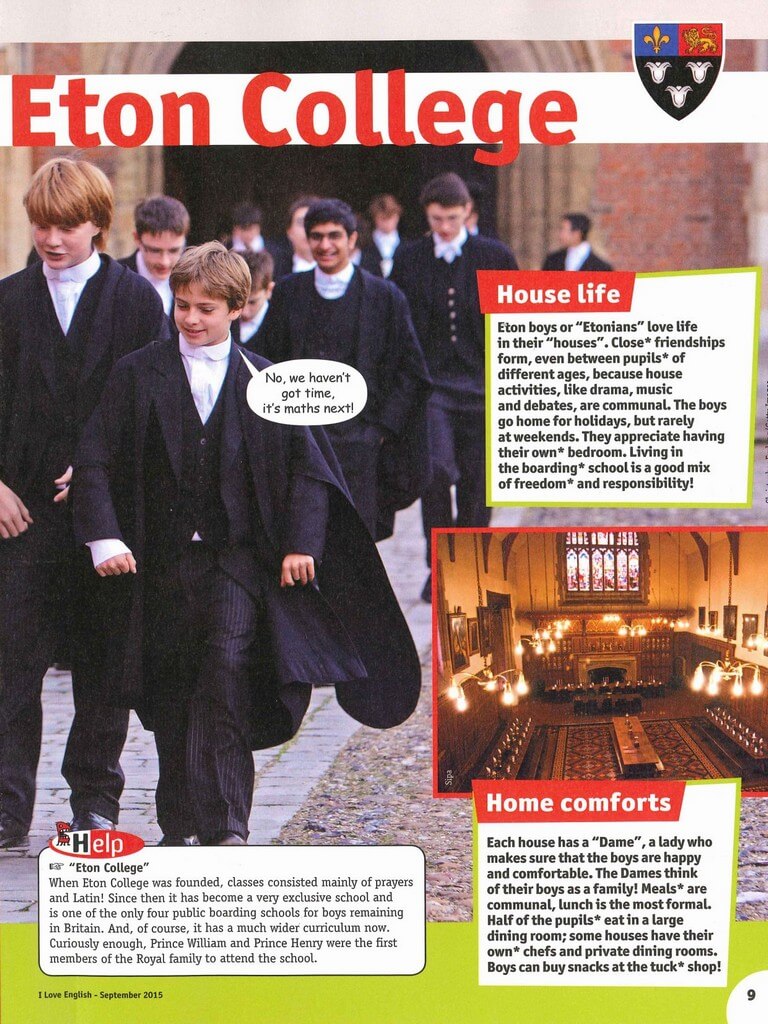 Eton College
No, we haven't
got time,
it's maths next!
House life
Eton boys or "Etonians" love life
in their "houses". Close* friendships
form, even between pupils* of
different ages, because house
activities, like drama, music
and debates, are communal. The boys
go home for holidays, but rarely
at weekends. They appreciate having
their own* bedroom. Living in
the boarding* school is a good mix
of freedom* and responsibility!
Sipa
Home comforts
Each house has a "Dame", a lady who
makes sure that the boys are happy
and comfortable. The Dames think
of their boys as a family! Meals* are
communal, lunch is the most formal.
Half of the pupils* eat in a large
dining room; some houses have their
own* chefs and private dining rooms.
Boys can buy snacks at the tuck* shop!
Help
☞ "Eton College"
When Eton College was founded, classes consisted mainly of prayers
and Latin! Since then it has become a very exclusive school and
is one of the only four public boarding schools for boys remaining
in Britain. And, of course, it has a much wider curriculum now.
Curiously enough, Prince William and Prince Henry were the first
members of the Royal family to attend the school.
I Love English - September 2015
9